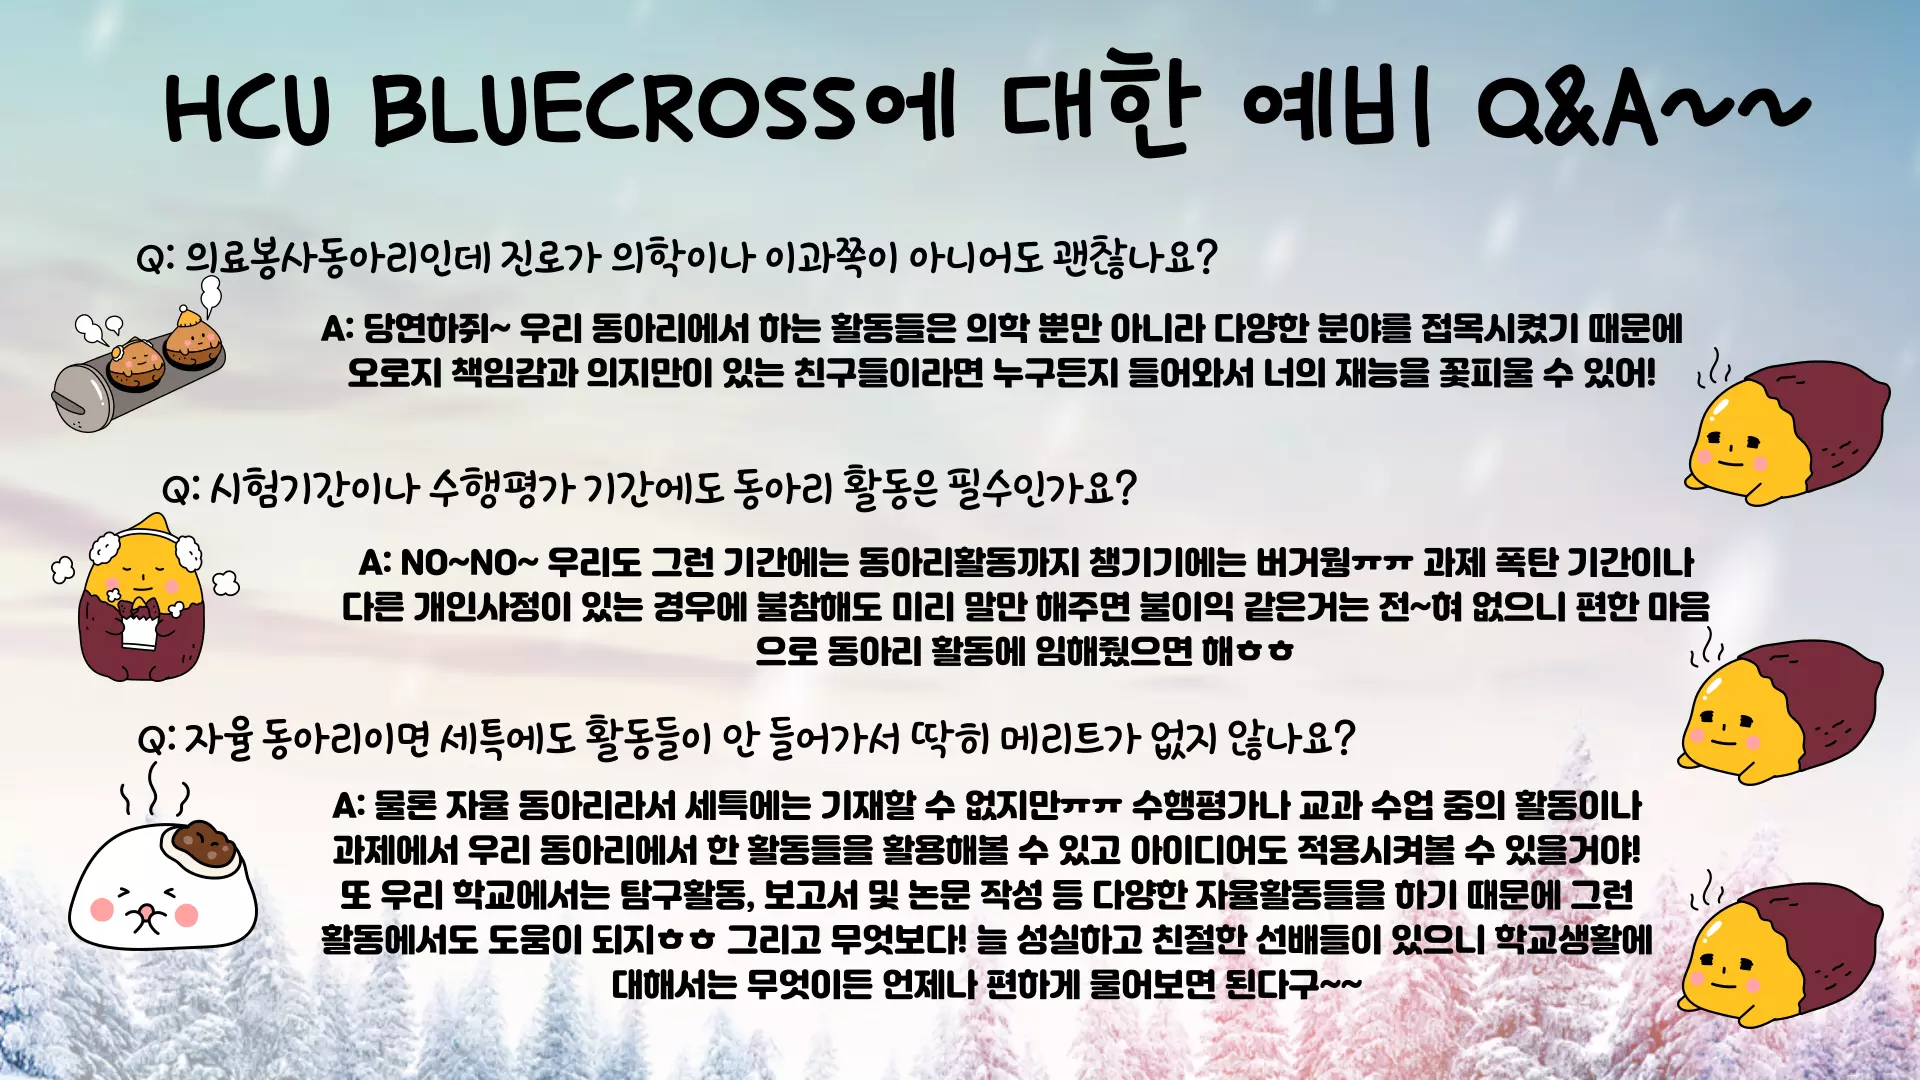 HCU BLUECROSS에 대한 예비 Q&A~~
Q: 의료봉사동아리인데 진로가 의학이나 이과쪽이 아니어도 괜찮나요?
A: 당연하쥐~ 우리 동아리에서 하는 활동들은 의학 뿐만 아니라 다양한 분야를 접목시켰기 때문에
오로지 책임감과 의지만이 있는 친구들이라면 누구든지 들어와서 너의 재능을 꽃피울 수 있어!
Q: 시험기간이나 수행평가 기간에도 동아리 활동은 필수인가요?
A: NO~NO~ 우리도 그런 기간에는 동아리활동까지 챙기기에는 버거웡ㅠㅠ 과제 폭탄 기간이나
다른 개인사정이 있는 경우에 불참해도 미리 말만 해주면 불이익 같은거는 전~혀 없으니 편한 마음
으로 동아리 활동에 임해줬으면 해ㅎㅎ
Q: 자율 동아리이면 세특에도 활동들이 안 들어가서 딱히 메리트가 없지 않나요?
A: 물론 자율 동아리라서 세특에는 기재할 수 없지만ㅠㅠ 수행평가나 교과 수업 중의 활동이나
과제에서 우리 동아리에서 한 활동들을 활용해볼 수 있고 아이디어도 적용시켜볼 수 있을거야!
또 우리 학교에서는 탐구활동, 보고서 및 논문 작성 등 다양한 자율활동들을 하기 때문에 그런
활동에서도 도움이 되지ㅎㅎ 그리고 무엇보다! 늘 성실하고 친절한 선배들이 있으니 학교생활에
대해서는 무엇이든 언제나 편하게 물어보면 된다구~~